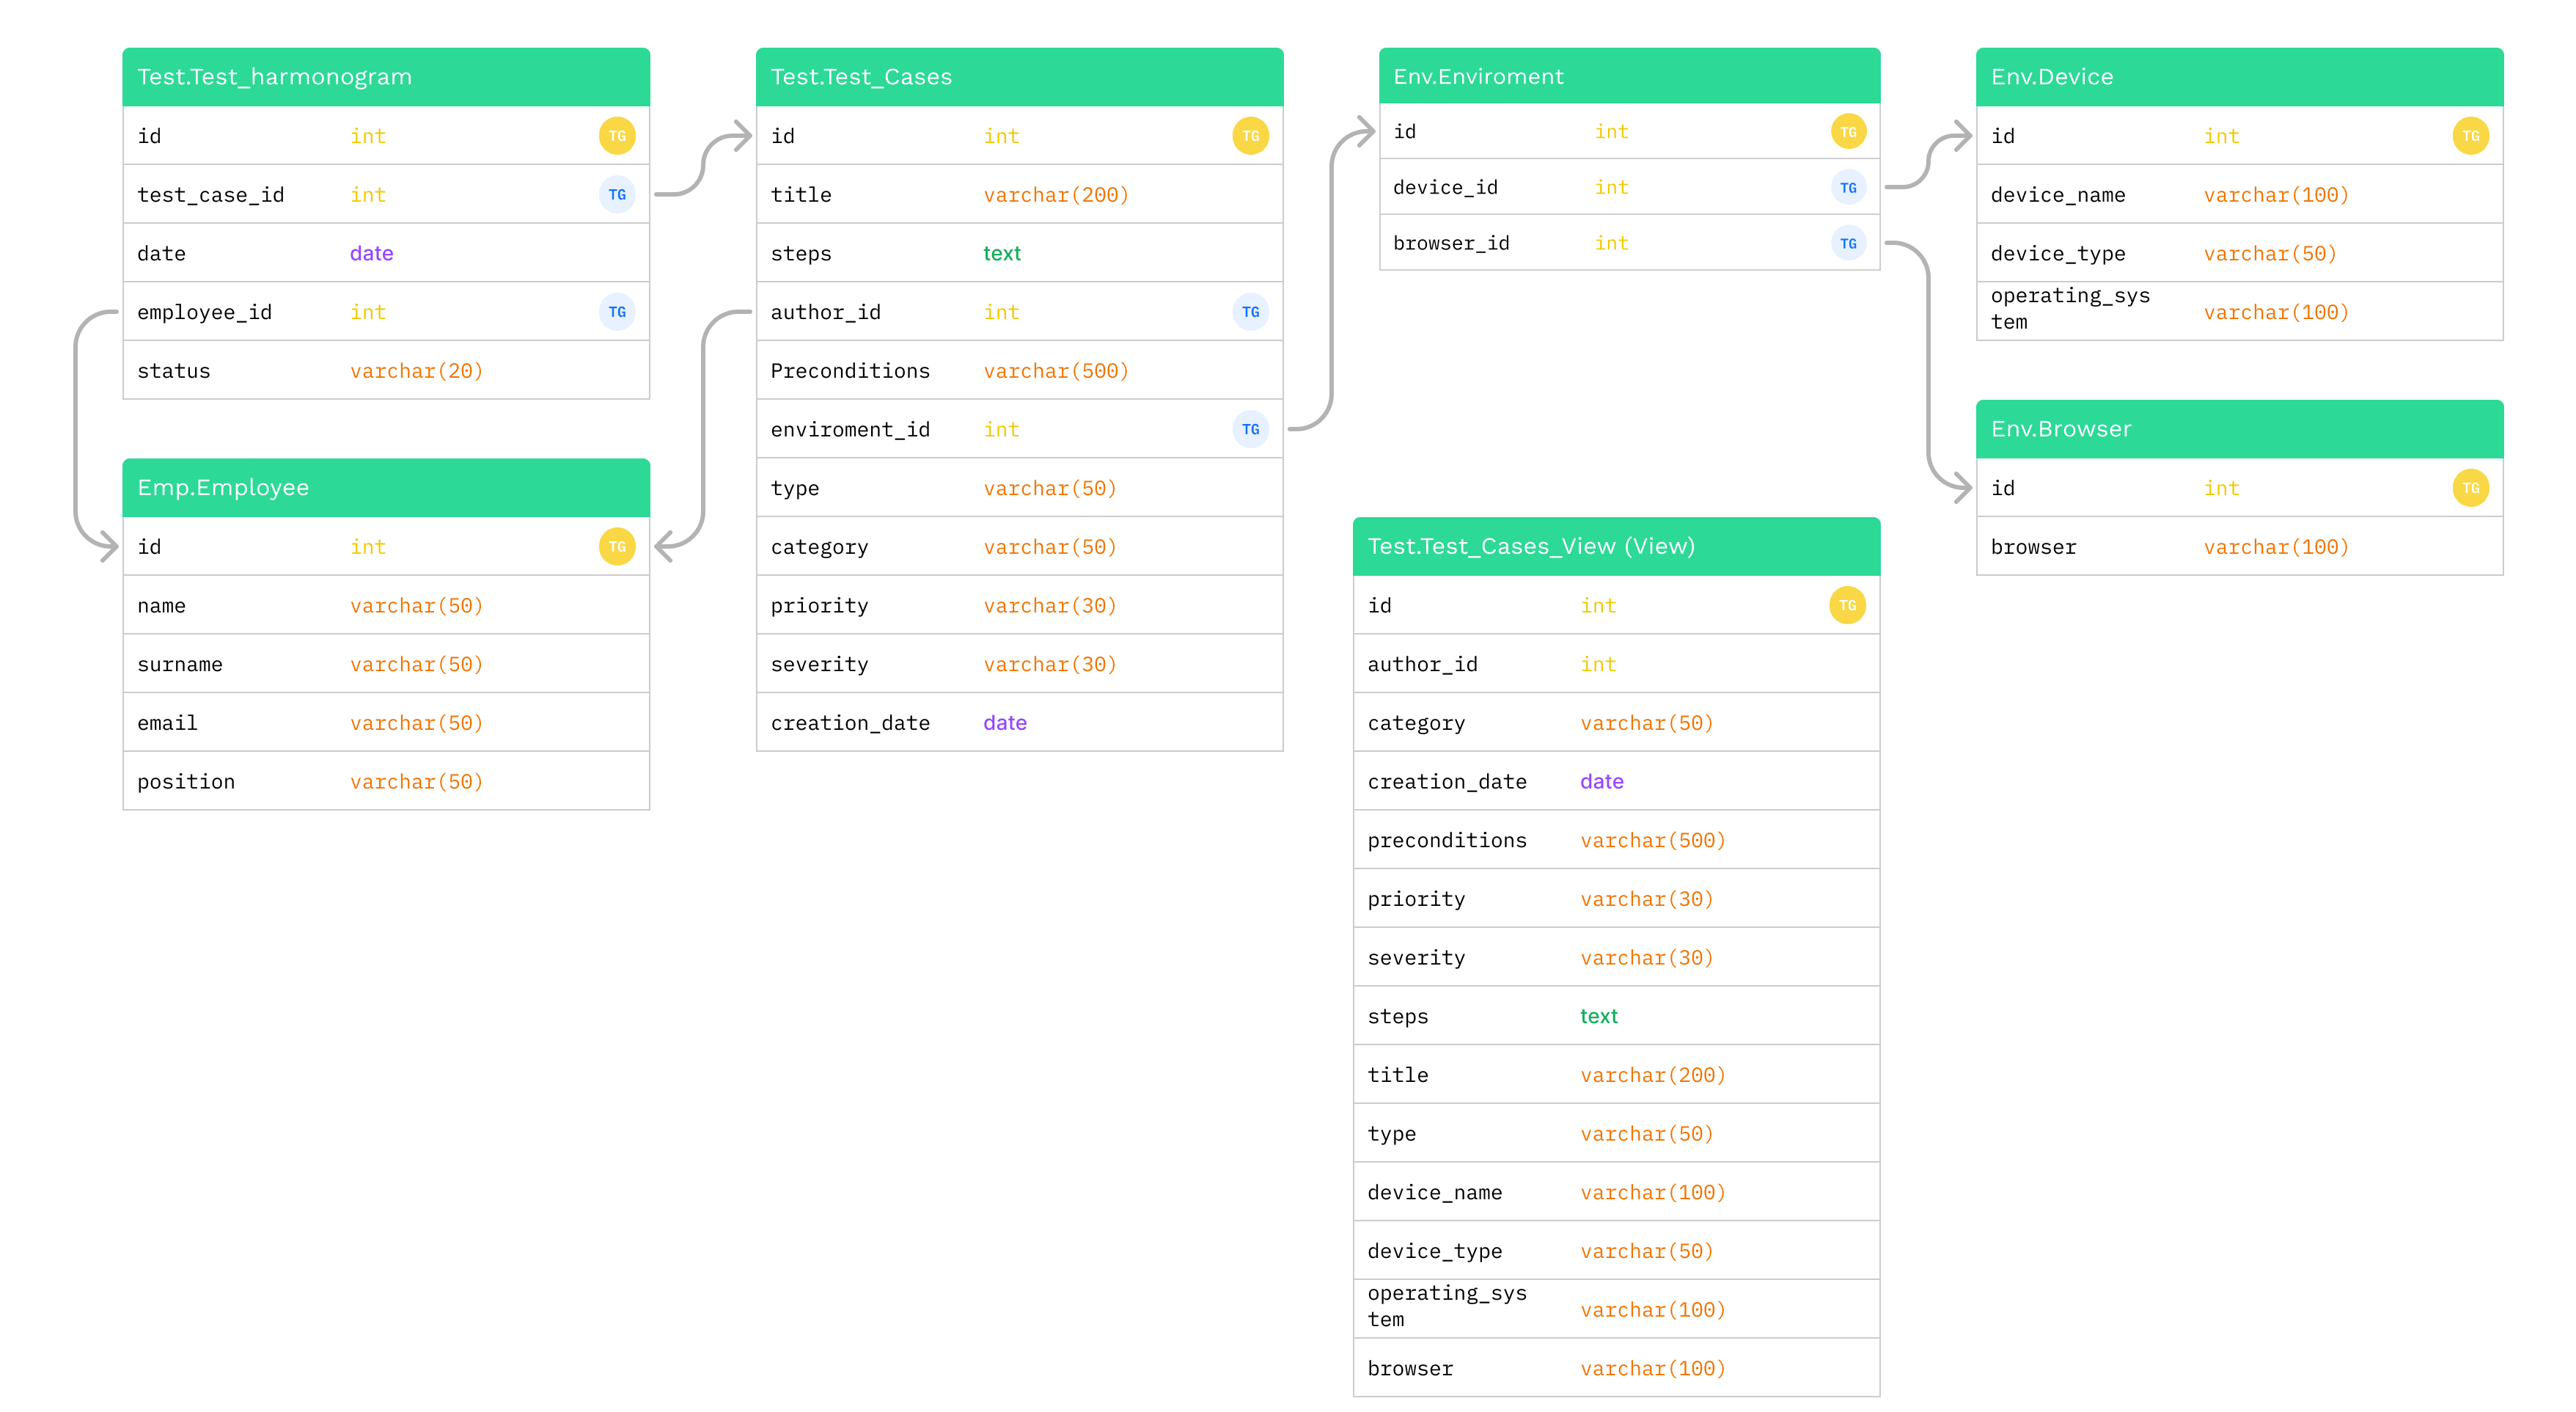 Test.Test_harmonogram
id int TG
test_case_id int TG
date date
employee_id int TG
status varchar(20)
Emp.Employee
id int TG
name varchar(50)
surname varchar(50)
email varchar(50)
position varchar(50)
Test.Test_Cases
id int TG
title varchar(200)
steps text
author_id int TG
Preconditions varchar(500)
enviroment_id int TG
type varchar(50)
category varchar(50)
priority varchar(30)
severity varchar(30)
creation_date date
Env.Enviroment
id int TG
device_id int TG
browser_id int TG
Test.Test_Cases_View (View)
id int TG
author_id int
category varchar(50)
creation_date date
preconditions varchar(500)
priority varchar(30)
severity varchar(30)
steps text
title varchar(200)
type varchar(50)
device_name varchar(100)
device_type varchar(50)
operating_sys
tem varchar(100)
browser varchar(100)
Env.Device
id int TG
device_name varchar(100)
device_type varchar(50)
operating_sys
tem varchar(100)
Env.Browser
id int TG
browser varchar(100)